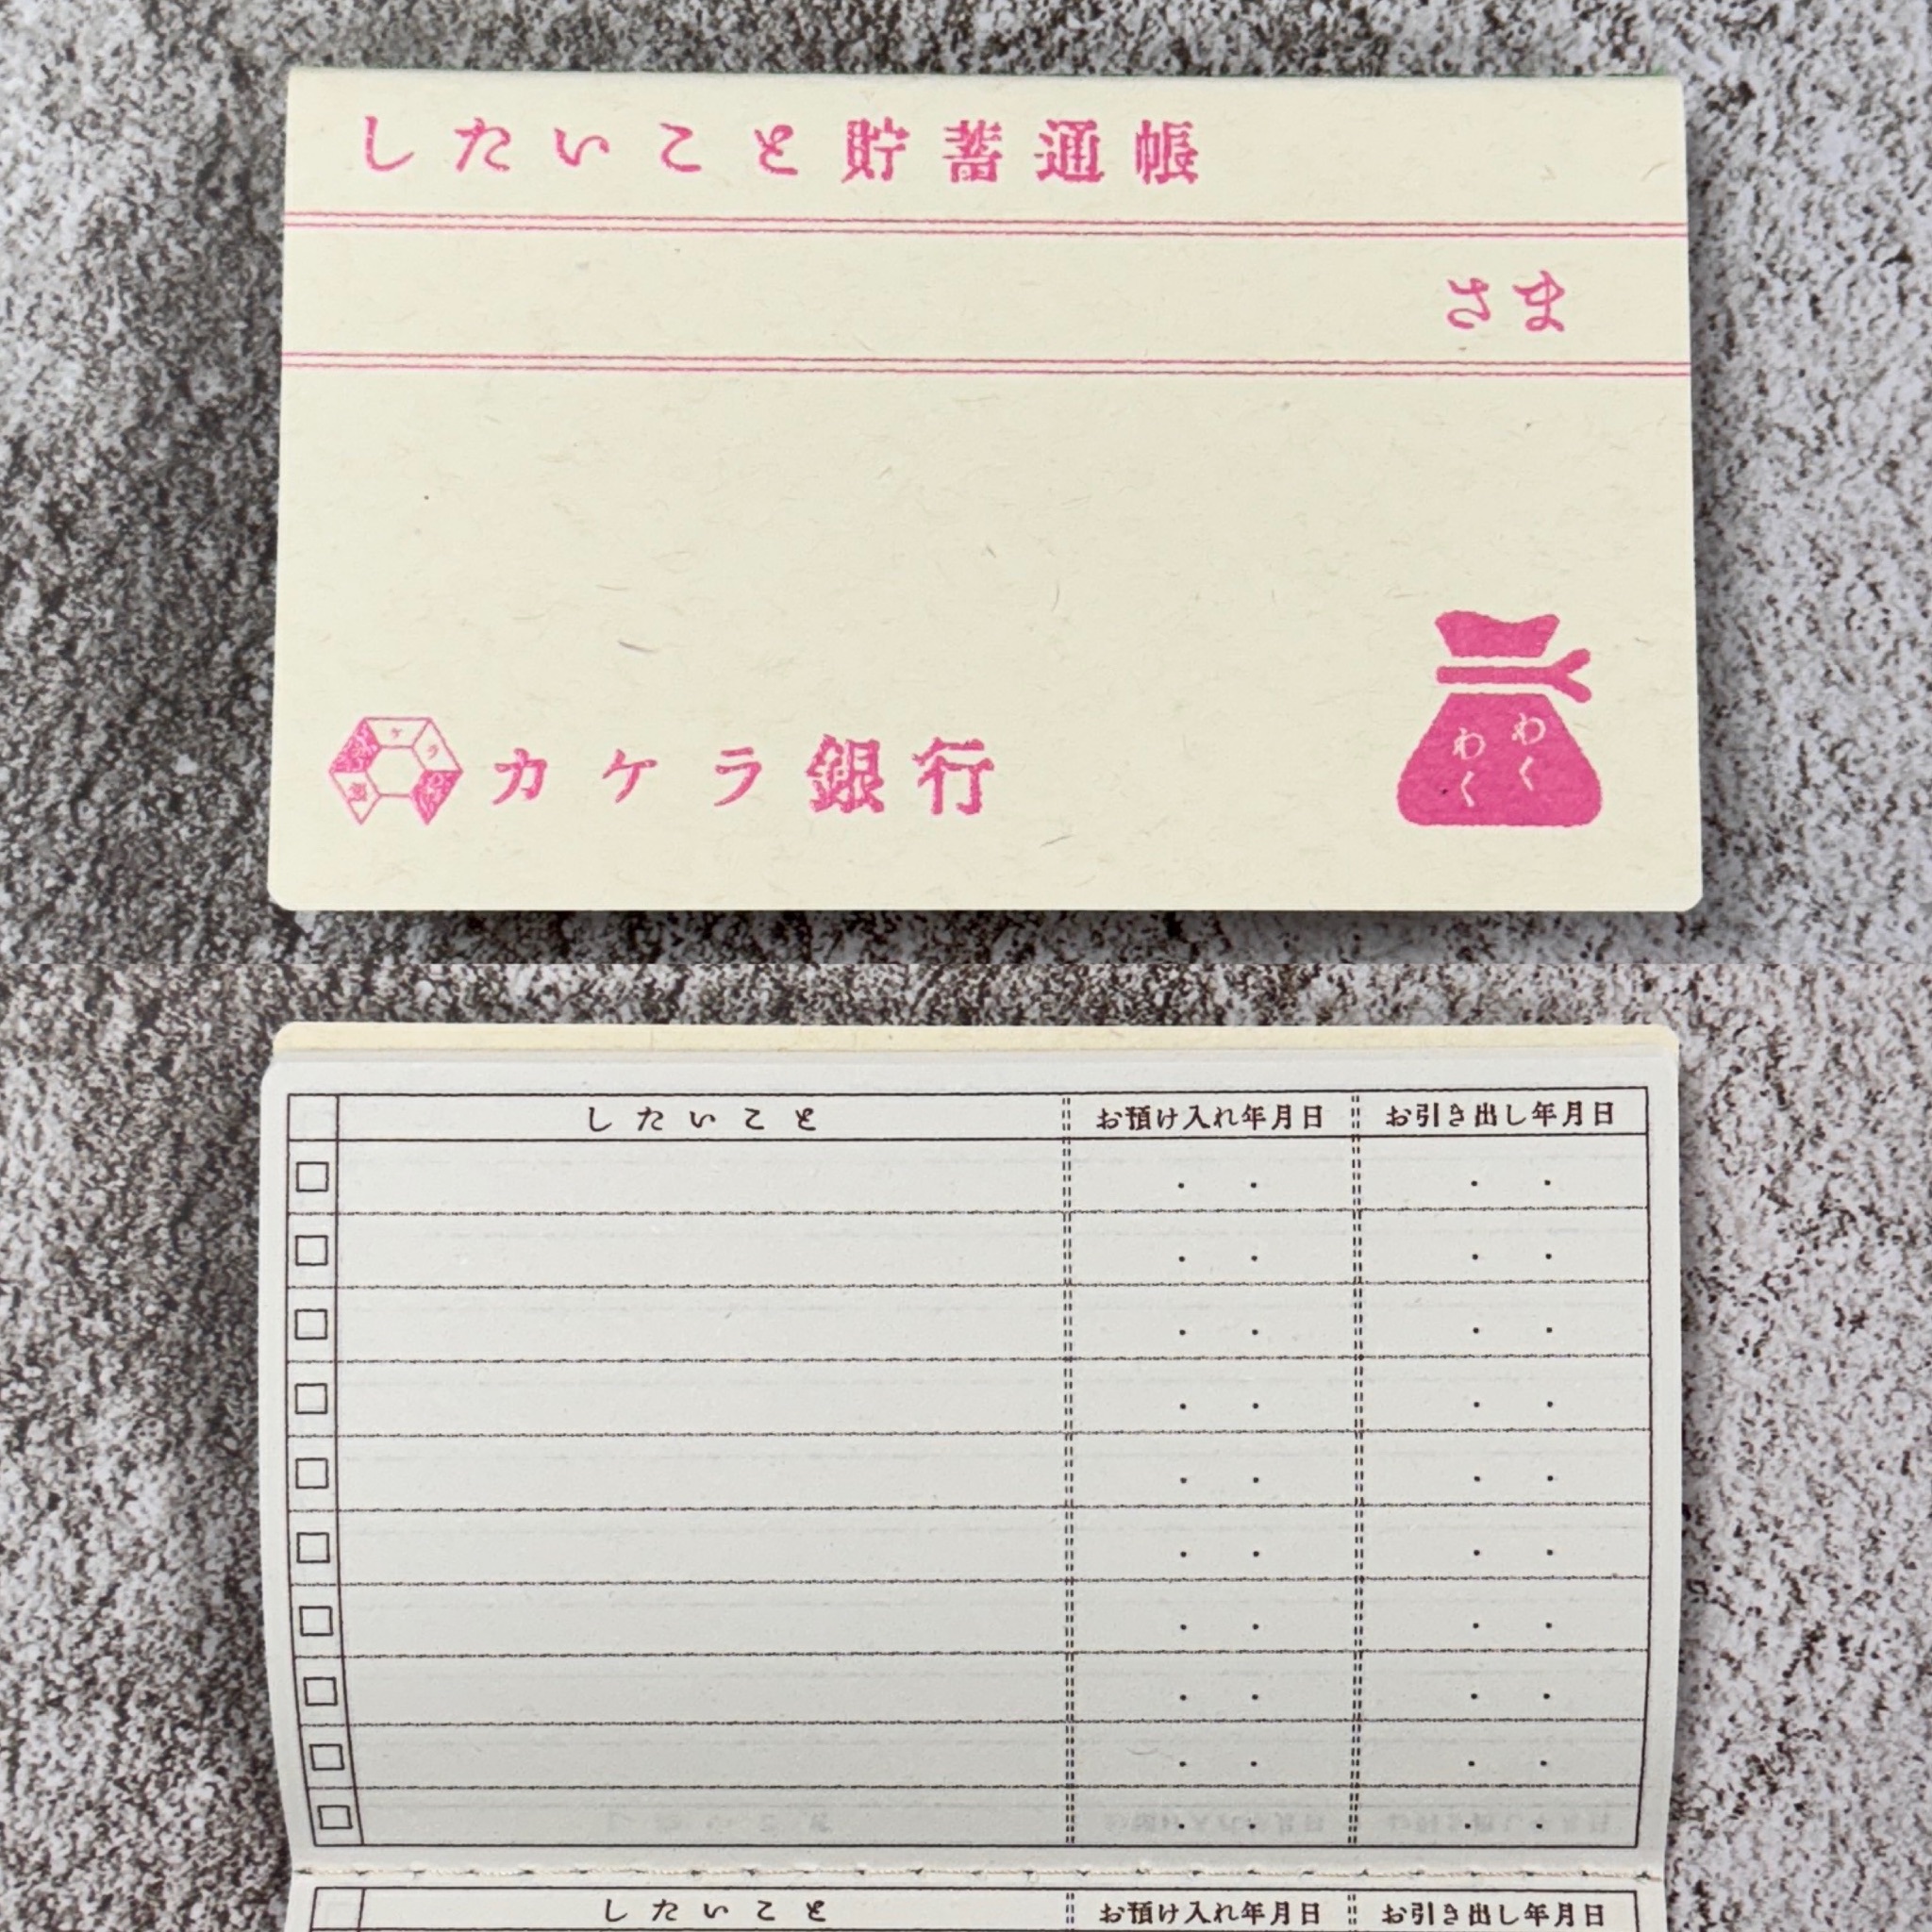 したいこと貯蓄通帳
さま
わく
わく
カケラ銀行
したいこと お預け入れ年月日 お引き出し年月日
したいこと お預け入れ年月日 お引き出し年月日